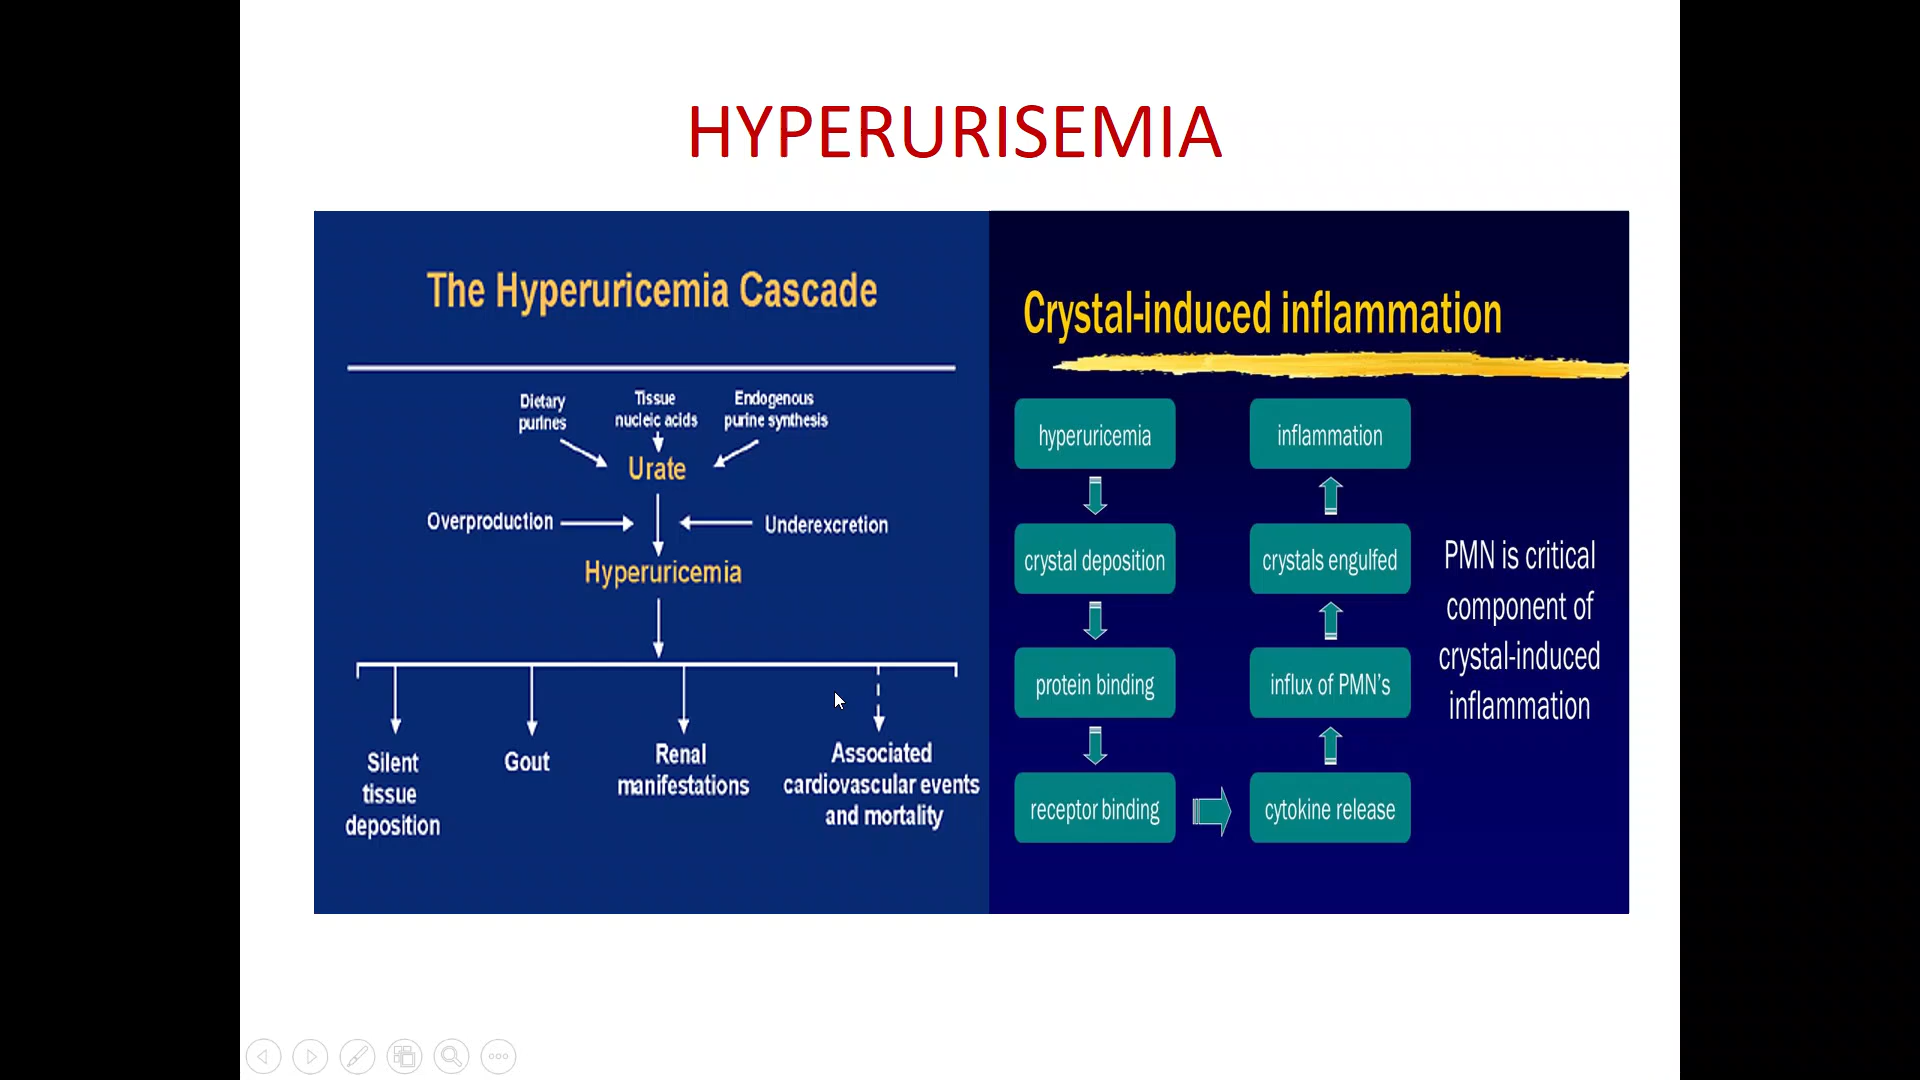 HYPERURISEMIA
The Hyperuricemia Cascade
Dietary
purines
Tissue
nucleic acids
Endogenous
purine synthesis
Urate
Overproduction
Underexcretion
Hyperuricemia
Silent
tissue
deposition
Gout
Renal
manifestations
Associated
cardiovascular events
and mortality
Crystal-induced inflammation
hyperuricemia
crystal deposition
protein binding
receptor binding
cytokine release
influx of PMN's
crystals engulfed
inflammation
PMN is critical
component of
crystal-induced
inflammation